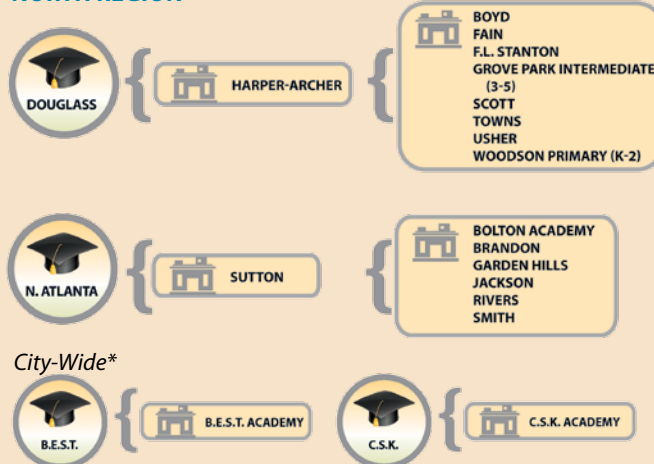 NORTH REGION
DOUGLASS
HARPER-ARCHER
BOYD
FAIN
F.L. STANTON
GROVE PARK INTERMEDIATE
(3-5)
SCOTT
TOWNS
USHER
WOODSON PRIMARY (K-2)
N. ATLANTA
SUTTON
BOLTON ACADEMY
BRANDON
GARDEN HILLS
JACKSON
RIVERS
SMITH
City-Wide*
B.E.S.T.
B.E.S.T. ACADEMY
C.S.K.
C.S.K. ACADEMY